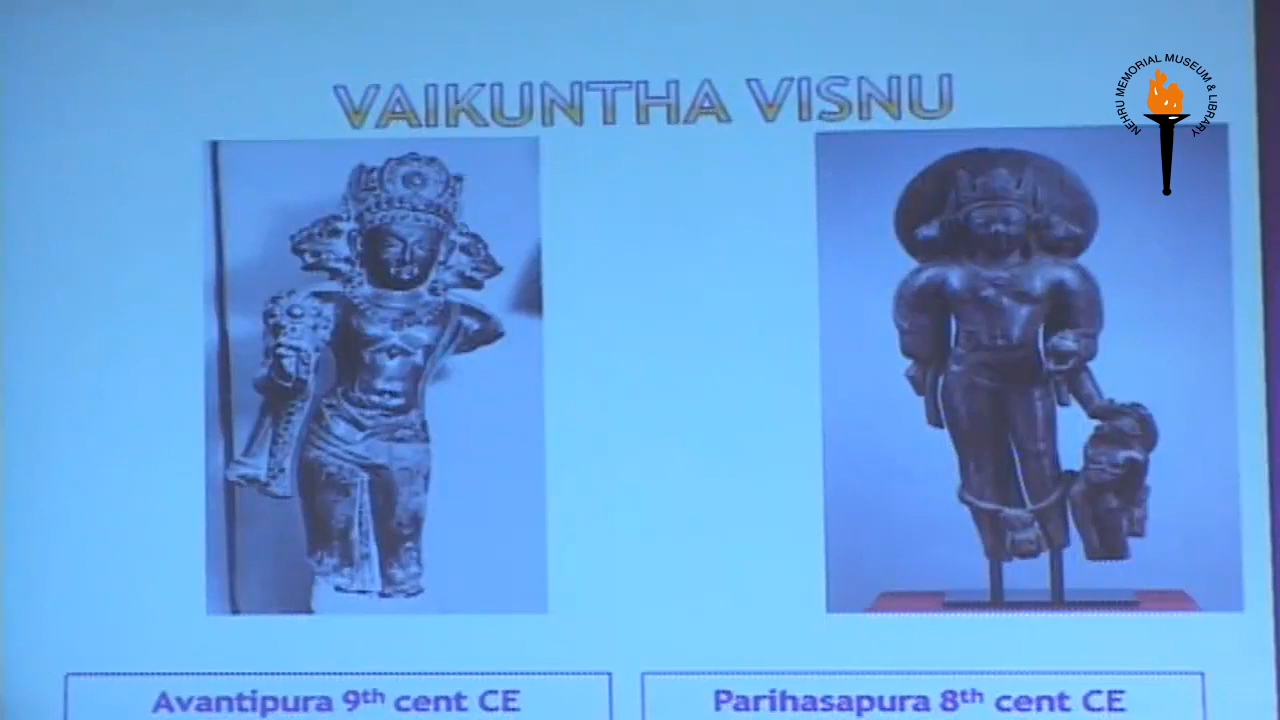 VAIKUNTHA VISNU
NEHRU MEMORIAL MUSEUM & LIBRARY
Avantipura 9th cent CE
Parihasapura 8th cent CE